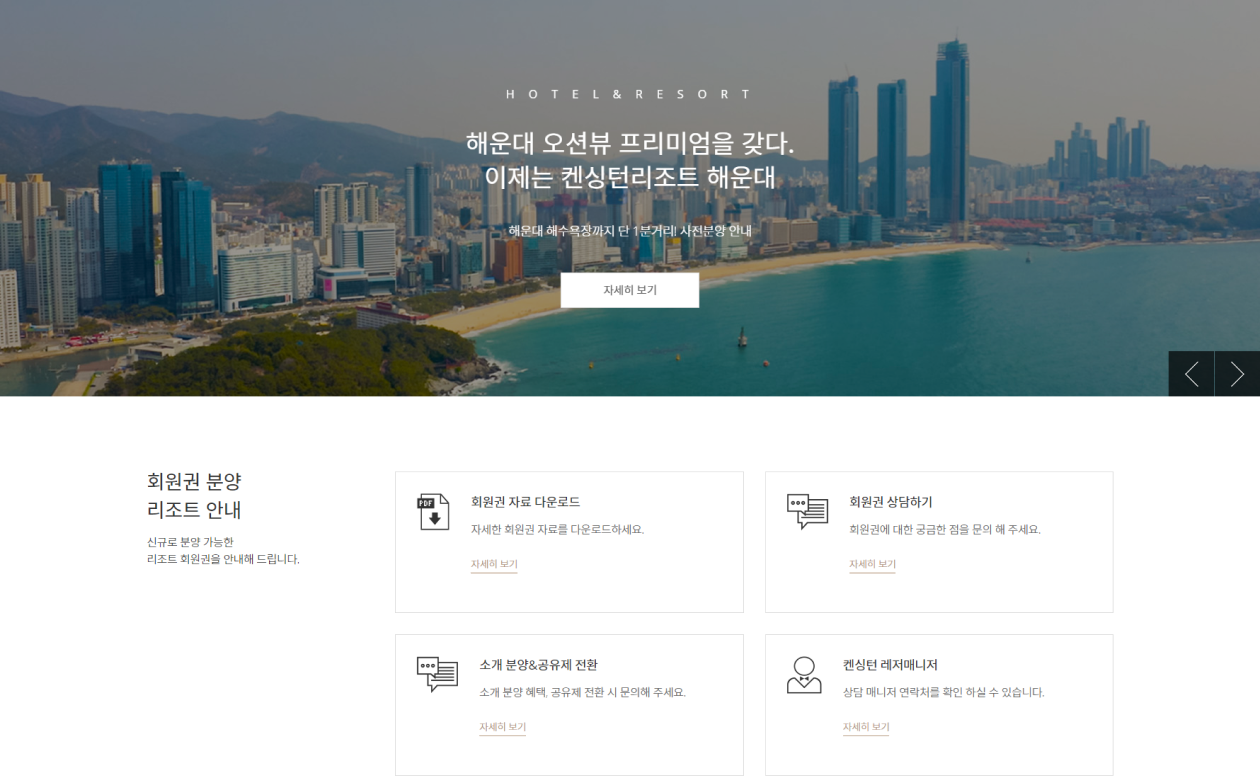 HOTEL&RESORT
해운대 오션뷰 프리미엄을 갖다.
이제는 켄싱턴리조트 해운대
해운대 해수욕장까지 단 1분거리! 사전분양 안내
자세히 보기
회원권 분양
리조트 안내
신규로 분양 가능한
리조트 회원권을 안내해 드립니다.
PDF
회원권 자료 다운로드
자세한 회원권 자료를 다운로드하세요.
자세히 보기
회원권 상담하기
회원권에 대한 궁금한 점을 문의 해 주세요.
자세히 보기
소개 분양&공유제 전환
소개 분양 혜택, 공유제 전환 시 문의해 주세요.
자세히 보기
켄싱턴 레저매니저
상담 매니저 연락처를 확인 하실 수 있습니다.
자세히 보기